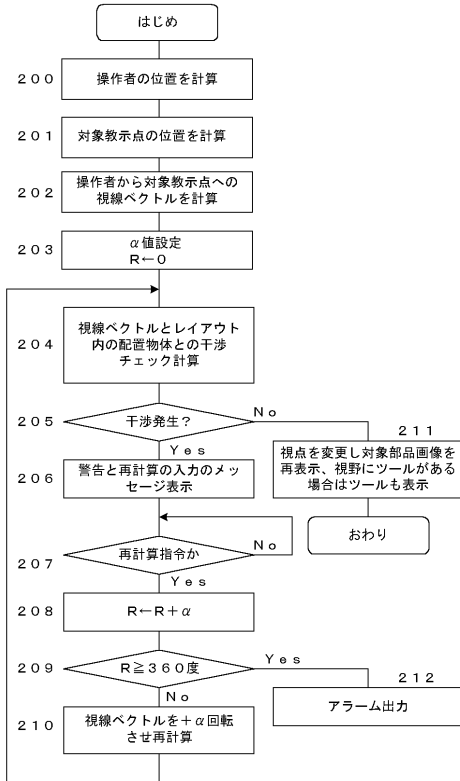 はじめ
200
操作者の位置を計算
201
対象教示点の位置を計算
202
操作者から対象教示点への
視線ベクトルを計算
203
α値設定
R←0
204
視線ベクトルとレイアウト
内の配置物体との干渉
チェック計算
205
干渉発生？
No
Yes
211
視点を変更し対象部品画像を
再表示、視野にツールがある
場合はツールも表示
おわり
206
警告と再計算の入力のメッ
セージ表示
207
再計算指令か
No
Yes
208
R←R＋α
209
R≧360度
Yes
No
212
アラーム出力
210
視線ベクトルを＋α回転
させ再計算